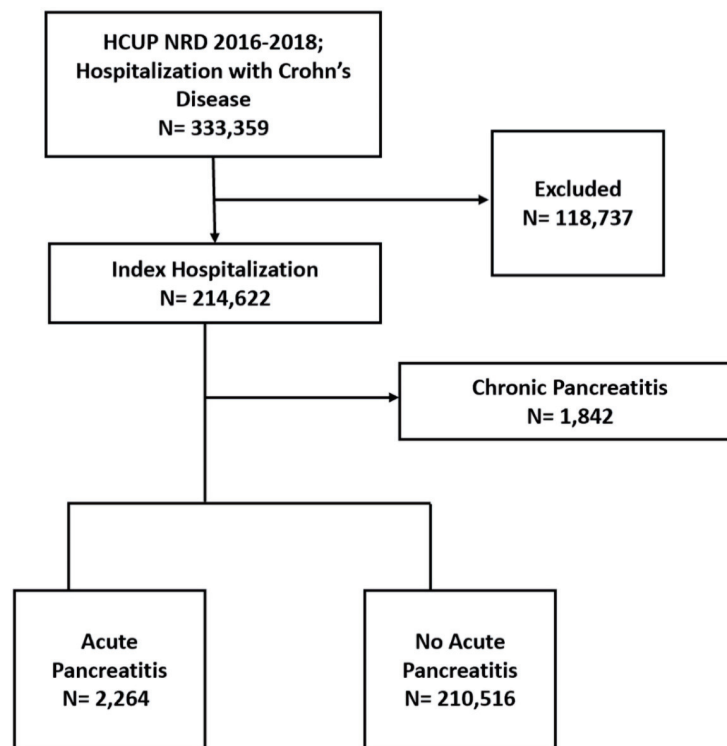 HCUP NRD 2016-2018;
Hospitalization with Crohn’s
Disease
N= 333,359
Excluded
N= 118,737
Index Hospitalization
N= 214,622
Chronic Pancreatitis
N= 1,842
Acute
Pancreatitis
N= 2,264
No Acute
Pancreatitis
N= 210,516